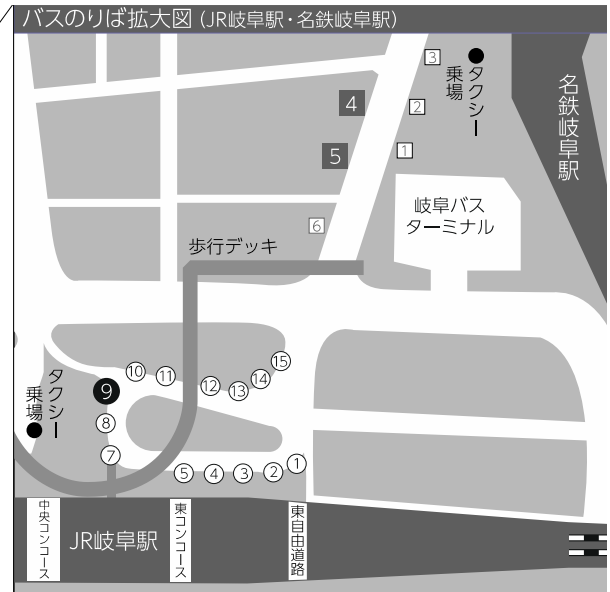 バスのりば拡大図(JR岐阜駅・名鉄岐阜駅)
3
タクシー
乗場
2
4
1
5
名鉄岐阜駅
岐阜バス
ターミナル
6
歩行デッキ
15
10
11
14
12
13
9
タクシー
乗場
8
7
5
4
3
2
1
中央コンコース
JR岐阜駅
東コンコース
東自由道路